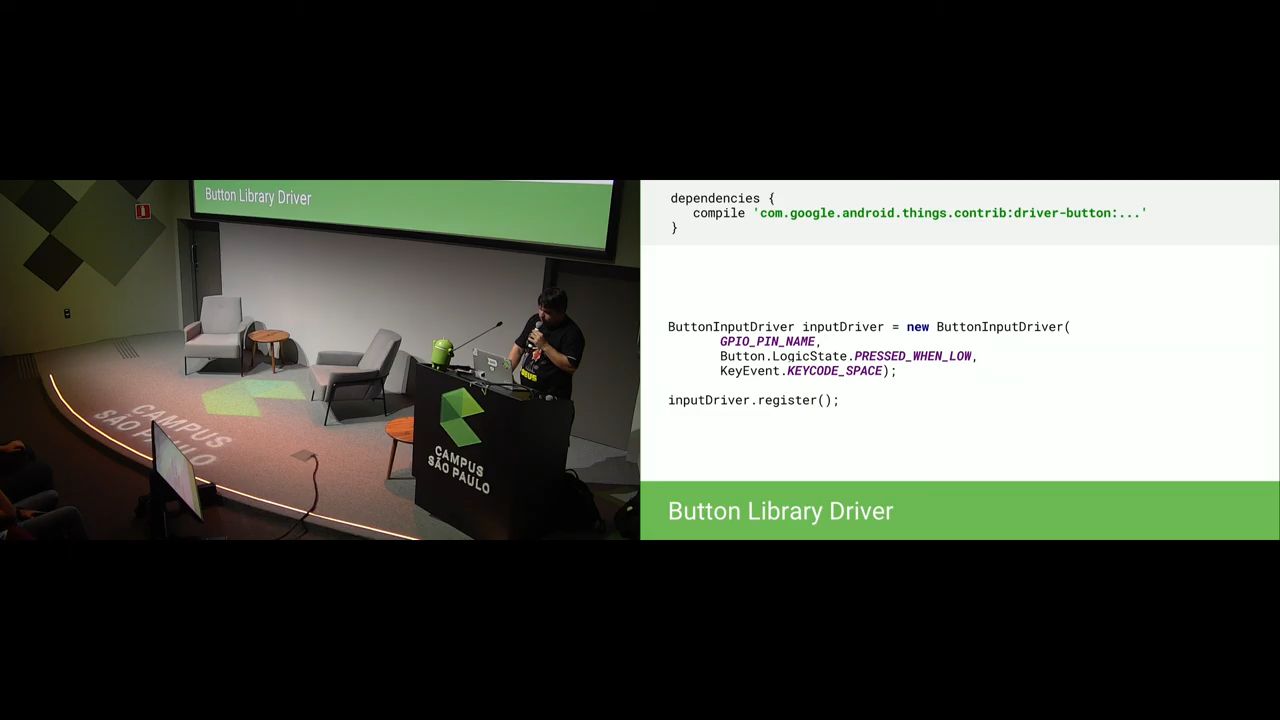 Button Library Driver
CAMPUS
SÃO PAULO
CAMPUS
SÃO PAULO
dependencies {
compile 'com.google.android.things.contrib:driver-button:...'
}
ButtonInputDriver inputDriver = new ButtonInputDriver(
GPIO_PIN_NAME,
Button.LogicState.PRESSED_WHEN_LOW,
KeyEvent.KEYCODE_SPACE);
inputDriver.register();
Button Library Driver